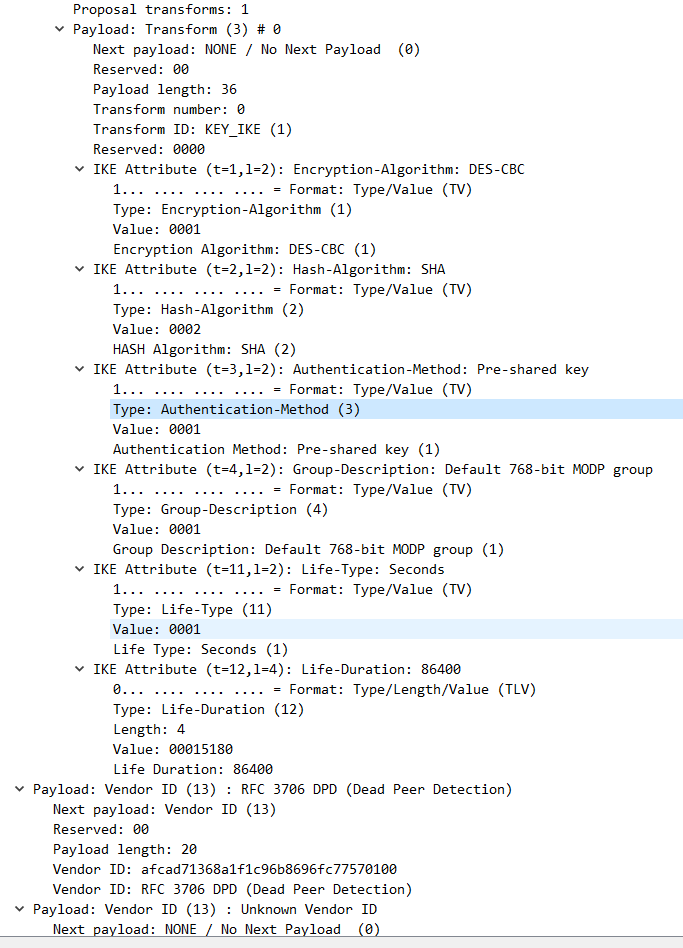 Proposal transforms: 1
Payload: Transform (3) # 0
Next payload: NONE / No Next Payload  (0)
Reserved: 00
Payload length: 36
Transform number: 0
Transform ID: KEY_IKE (1)
Reserved: 0000
IKE Attribute (t=1,l=2): Encryption-Algorithm: DES-CBC
1... .... .... .... = Format: Type/Value (TV)
Type: Encryption-Algorithm (1)
Value: 0001
Encryption Algorithm: DES-CBC (1)
IKE Attribute (t=2,l=2): Hash-Algorithm: SHA
1... .... .... .... = Format: Type/Value (TV)
Type: Hash-Algorithm (2)
Value: 0002
HASH Algorithm: SHA (2)
IKE Attribute (t=3,l=2): Authentication-Method: Pre-shared key
1... .... .... .... = Format: Type/Value (TV)
Type: Authentication-Method (3)
Value: 0001
Authentication Method: Pre-shared key (1)
IKE Attribute (t=4,l=2): Group-Description: Default 768-bit MODP group
1... .... .... .... = Format: Type/Value (TV)
Type: Group-Description (4)
Value: 0001
Group Description: Default 768-bit MODP group (1)
IKE Attribute (t=11,l=2): Life-Type: Seconds
1... .... .... .... = Format: Type/Value (TV)
Type: Life-Type (11)
Value: 0001
Life Type: Seconds (1)
IKE Attribute (t=12,l=4): Life-Duration: 86400
0... .... .... .... = Format: Type/Length/Value (TLV)
Type: Life-Duration (12)
Length: 4
Value: 00015180
Life Duration: 86400
Payload: Vendor ID (13) : RFC 3706 DPD (Dead Peer Detection)
Next payload: Vendor ID (13)
Reserved: 00
Payload length: 20
Vendor ID: afcad71368a1f1c96b8696fc77570100
Vendor ID: RFC 3706 DPD (Dead Peer Detection)
Payload: Vendor ID (13) : Unknown Vendor ID
Next payload: NONE / No Next Payload  (0)